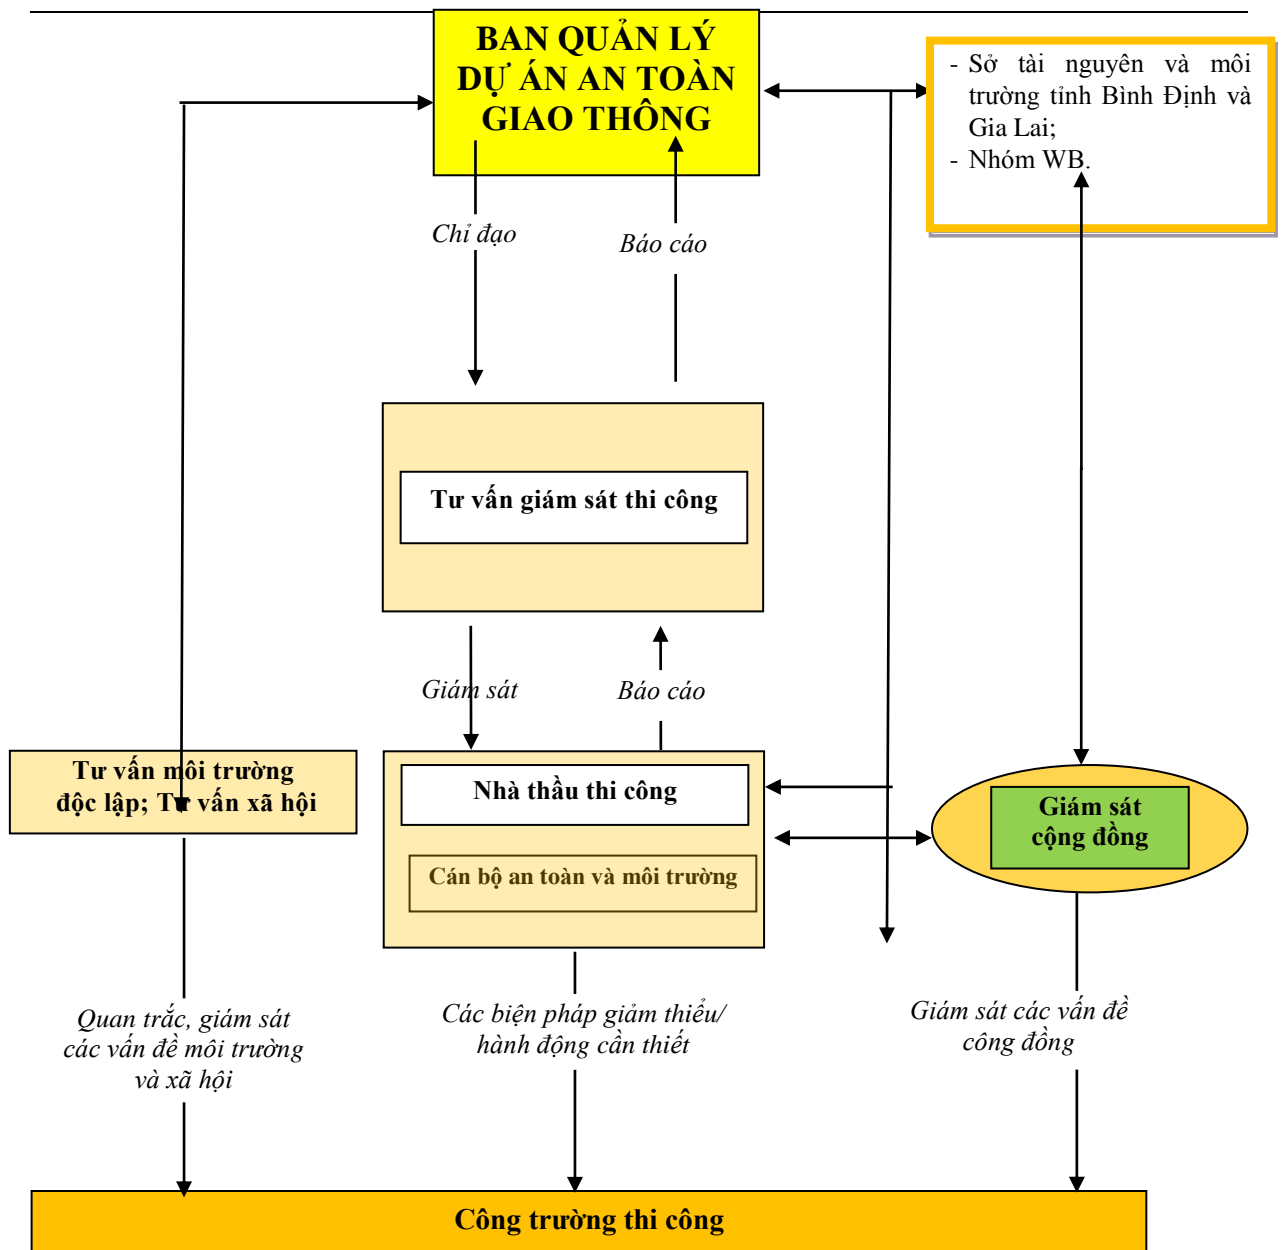 BAN QUẢN LÝ
DỰ ÁN AN TOÀN
GIAO THÔNG
- Sở tài nguyên và môi
trường tỉnh Bình Định và
Gia Lai;
- Nhóm WB.
Chỉ đạo
Báo cáo
Tư vấn giám sát thi công
Giám sát
Báo cáo
Tư vấn môi trường
độc lập; Tư vấn xã hội
Nhà thầu thi công
Cán bộ an toàn và môi trường
Giám sát
cộng đồng
Quan trắc, giám sát
các vấn đề môi trường
và xã hội
Các biện pháp giảm thiểu/
hành động cần thiết
Giám sát các vấn đề
công đồng
Công trường thi công